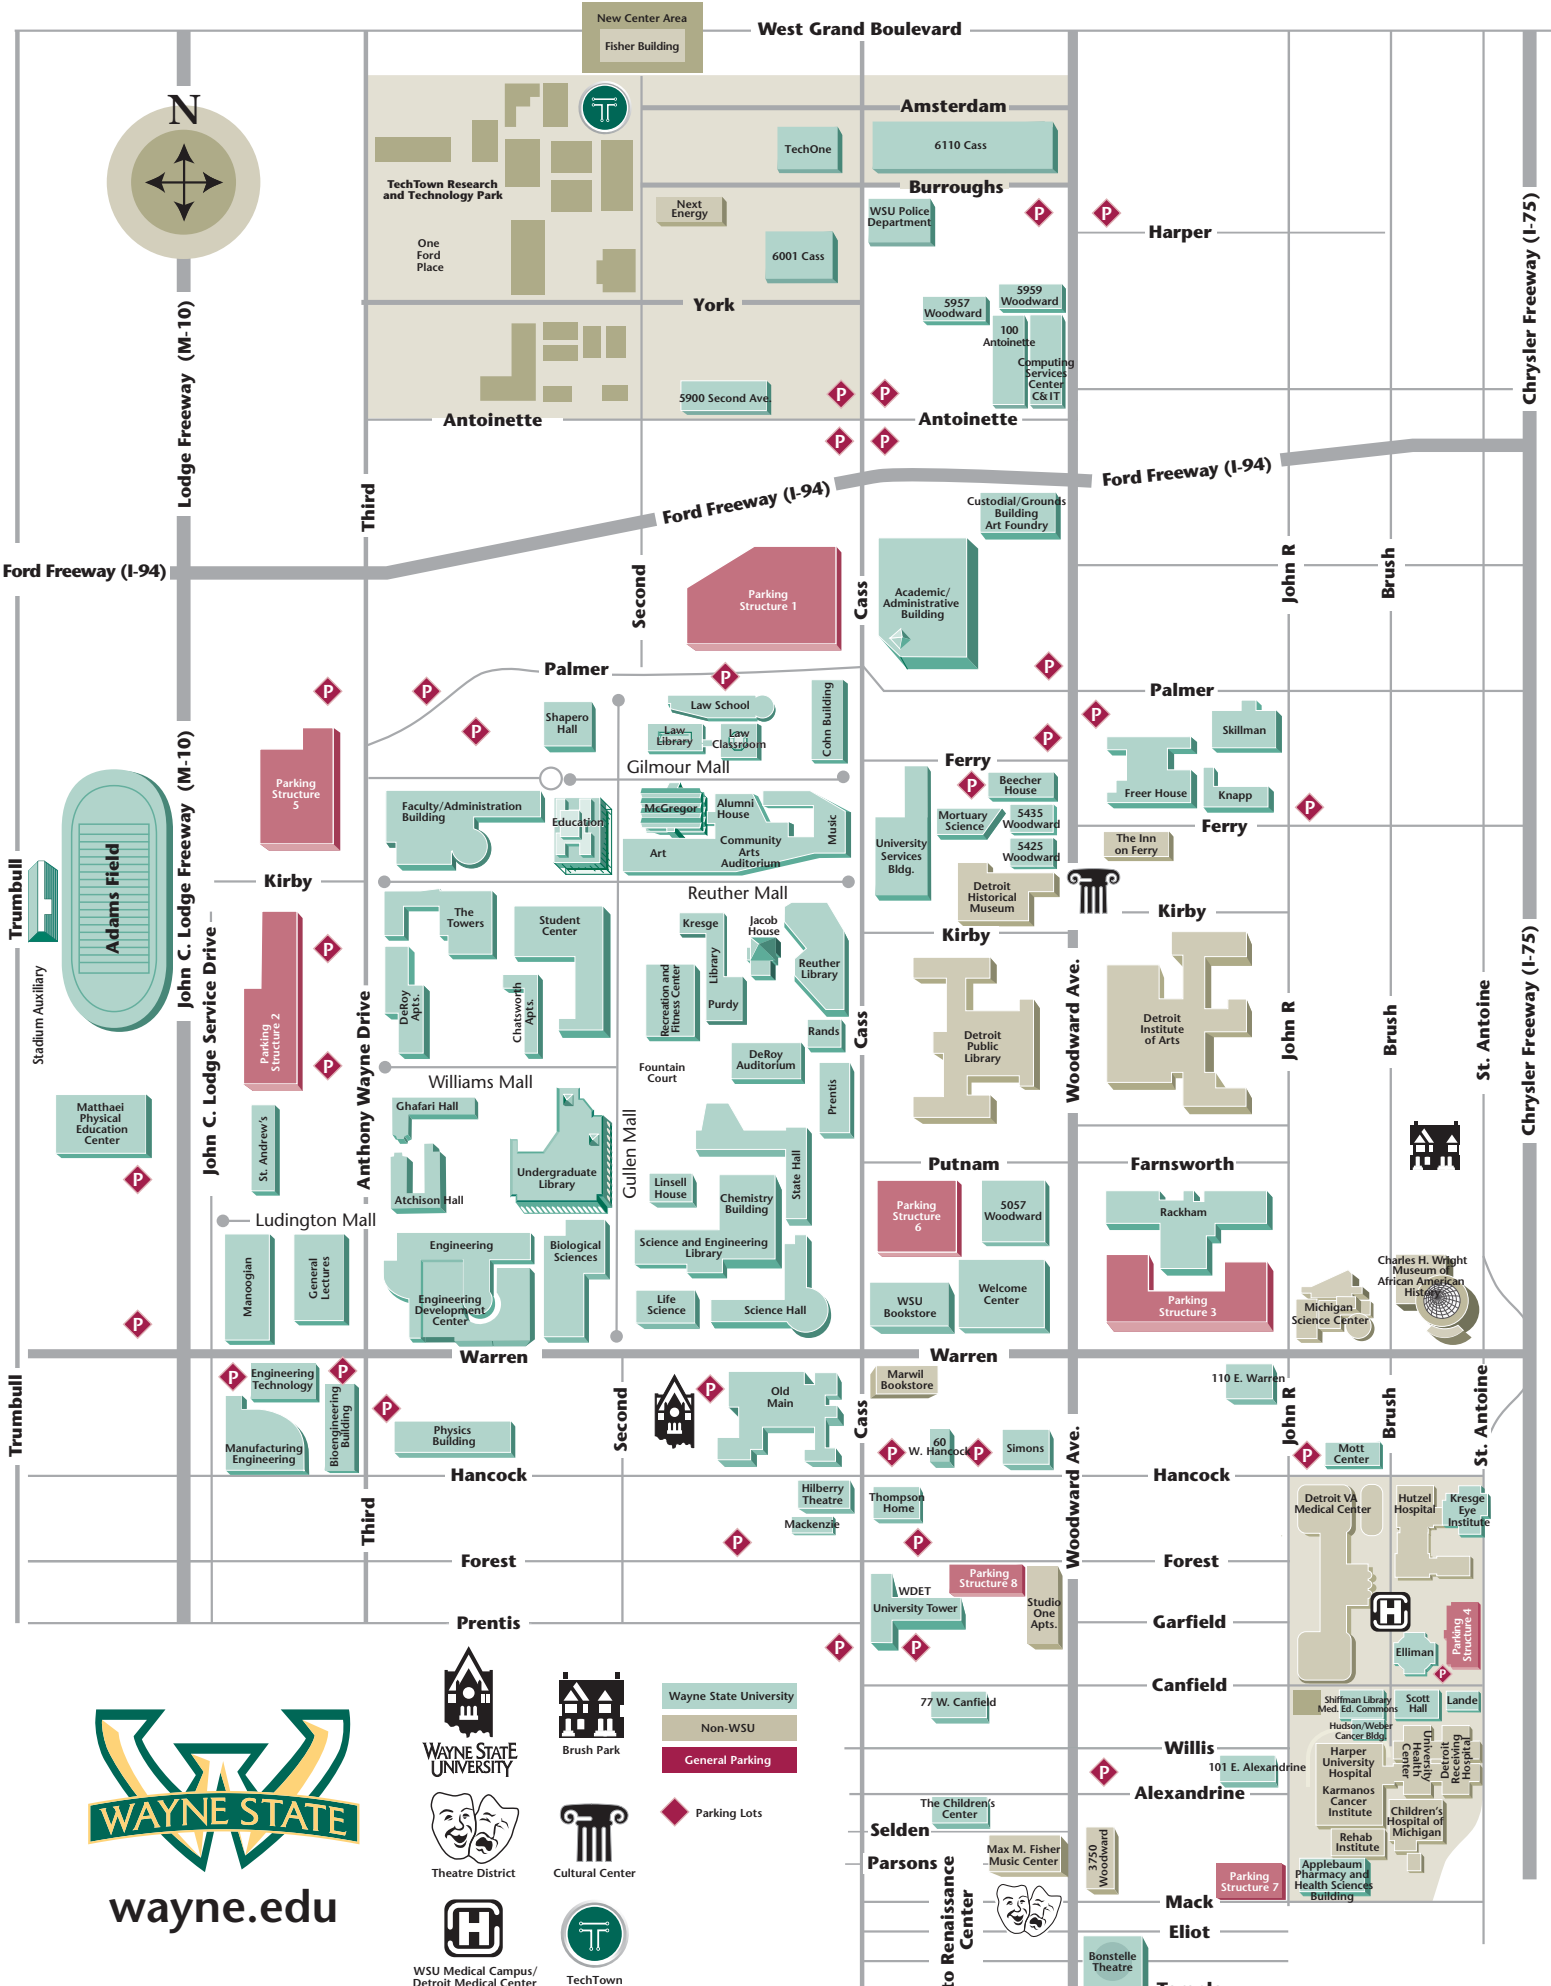 New Center Area
Fisher Building
West Grand Boulevard
N
Amsterdam
TechOne
6110 Cass
TechTown Research
and Technology Park
Burroughs
Next
Energy
WSU Police
Department
P
P
Harper
One
Ford
Place
6001 Cass
York
5957
Woodward
5959
Woodward
100
Antoinette
Computing
Services
Center
C&IT
5900 Second Ave.
P
P
Antoinette
Antoinette
P
P
Lodge Freeway (M-10)
Chrysler Freeway (I-75)
Third
Ford Freeway (I-94)
Ford Freeway (I-94)
Ford Freeway (I-94)
Custodial/Grounds
Building
Art Foundry
Second
Parking
Structure 1
Cass
Academic/
Administrative
Building
John R
Brush
Palmer
P
P
P
P
P
Palmer
Shapero
Hall
Law School
Law
Library
Law
Classroom
Cohn Building
P
P
Skillman
Gilmour Mall
Ferry
Parking
Structure
5
Faculty/Administration
Building
Education
McGregor
Alumni
House
Music
Community
Arts
Auditorium
Art
P
Beecher
House
Mortuary
Science
5435
Woodward
5425
Woodward
University
Services
Bldg.
Freer House
Knapp
P
Ferry
The Inn
on Ferry
Trumbull
Adams Field
John C. Lodge Freeway (M-10)
Kirby
Reuther Mall
Detroit
Historical
Museum
Kirby
Kirby
Stadium Auxiliary
John C. Lodge Service Drive
Parking
Structure 2
P
P
Anthony Wayne Drive
The
Towers
Student
Center
DeRoy
Apts.
Chatsworth
Apts.
Kresge
Library
Purdy
Jacob
House
Reuther
Library
Recreation and
Fitness Center
Rands
DeRoy
Auditorium
Fountain
Court
Prentis
Cass
Detroit
Public
Library
Woodward Ave.
Detroit
Institute
of Arts
John R
Brush
St. Antoine
Chrysler Freeway (I-75)
Williams Mall
Matthaei
Physical
Education
Center
P
St. Andrew's
Ghafari Hall
Atchison Hall
Undergraduate
Library
Gullen Mall
Linsell
House
Chemistry
Building
State Hall
Putnam
Farnsworth
Parking
Structure
6
5057
Woodward
Rackham
Ludington Mall
Manoogian
General
Lectures
Engineering
Engineering
Development
Center
Biological
Sciences
Science and Engineering
Library
Life
Science
Science Hall
WSU
Bookstore
Welcome
Center
Parking
Structure 3
Michigan
Science Center
Charles H. Wright
Museum of
African American
History
P
Warren
Warren
Trumbull
P
Engineering
Technology
P
Bioengineering
Building
Manufacturing
Engineering
P
Physics
Building
Second
P
Old
Main
Cass
Marwil
Bookstore
110 E. Warren
John R
Brush
St. Antoine
P
60
W. Hancock
P
Simons
Woodward Ave.
P
Mott
Center
Hancock
Hancock
Third
Hilberry
Theatre
Mackenzie
Thompson
Home
Detroit VA
Medical Center
Hutzel
Hospital
Kresge
Eye
Institute
P
P
Forest
Forest
WDET
University Tower
Parking
Structure 8
Studio
One
Apts.
H
Parking
Structure 4
Prentis
Garfield
P
P
Elliman
P
Canfield
77 W. Canfield
Shiffman Library
Med. Ed. Commons
Scott
Hall
Lande
Hudson/Weber
Cancer Bldg.
Willis
P
101 E. Alexandrine
Harper
University
Hospital
Karmanos
Cancer
Institute
University
Health
Center
Detroit
Receiving
Hospital
Alexandrine
The Children's
Center
Children's
Hospital of
Michigan
Selden
Rehab
Institute
Parsons
Max M. Fisher
Music Center
3750
Woodward
Parking
Structure 7
Applebaum
Pharmacy and
Health Sciences
Building
Mack
Eliot
to Renaissance
Center
Bonstelle
Theatre
WAYNE STATE
wayne.edu
WAYNE STATE
UNIVERSITY
Brush Park
Theatre District
Cultural Center
H
WSU Medical Campus/
Detroit Medical Center
TechTown
Wayne State University
Non-WSU
General Parking
Parking Lots